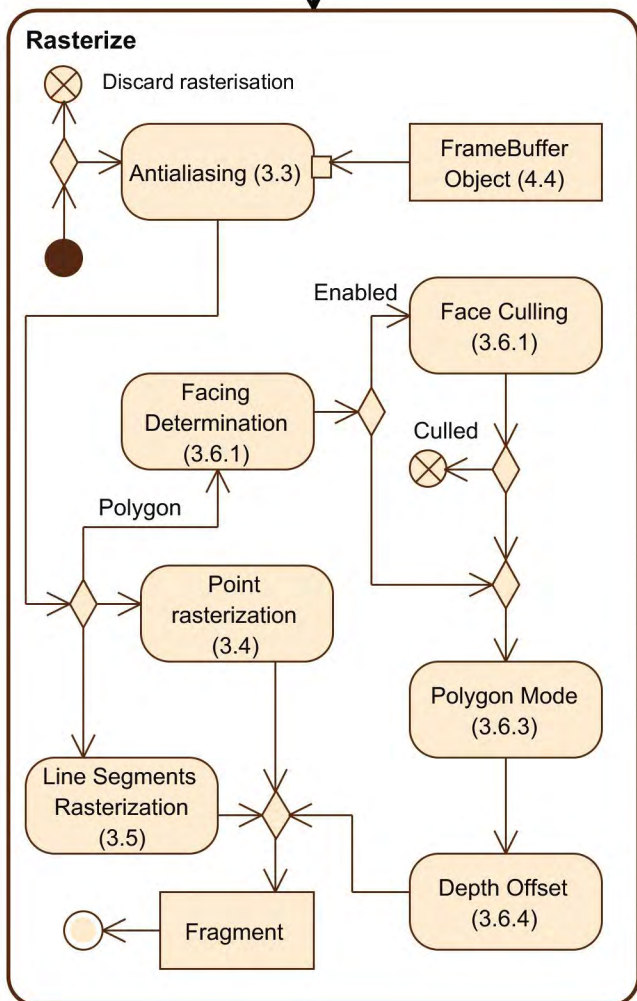 Rasterize
Discard rasterisation
Antialiasing (3.3)
FrameBuffer
Object (4.4)
Enabled
Face Culling
(3.6.1)
Facing
Determination
(3.6.1)
Culled
Polygon
Point
rasterization
(3.4)
Polygon Mode
(3.6.3)
Line Segments
Rasterization
(3.5)
Depth Offset
(3.6.4)
Fragment